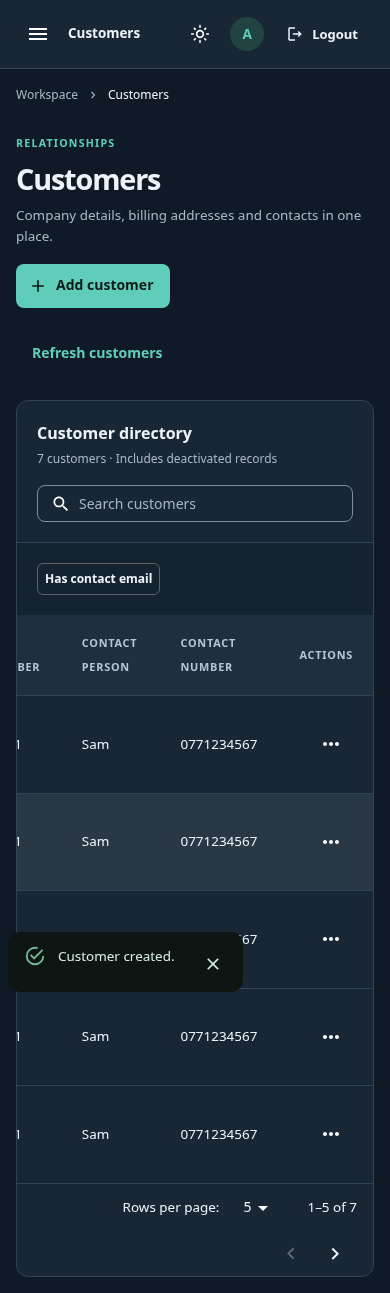 Customers
A
Logout
Workspace
Customers
RELATIONSHIPS
Customers
Company details, billing addresses and contacts in one
place.
Add customer
Refresh customers
Customer directory
7 customers · Includes deactivated records
Search customers
Has contact email
BER
CONTACT
PERSON
CONTACT
NUMBER
ACTIONS
Sam
0771234567
Sam
0771234567
67
Customer created.
Sam
0771234567
Sam
0771234567
Rows per page:
5
1–5 of 7